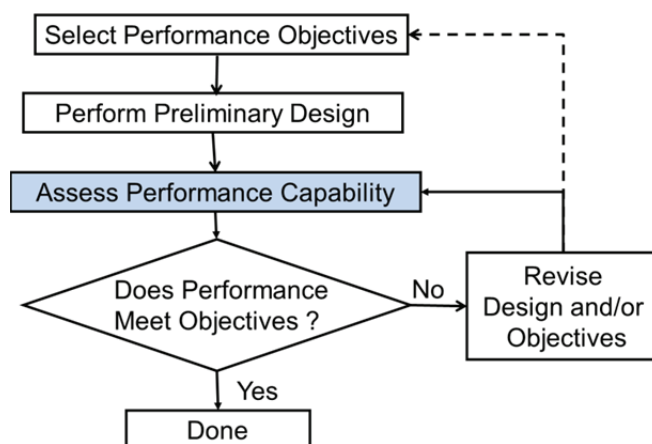 Select Performance Objectives
Perform Preliminary Design
Assess Performance Capability
Does Performance
Meet Objectives ?
No
Revise
Design and/or
Objectives
Yes
Done